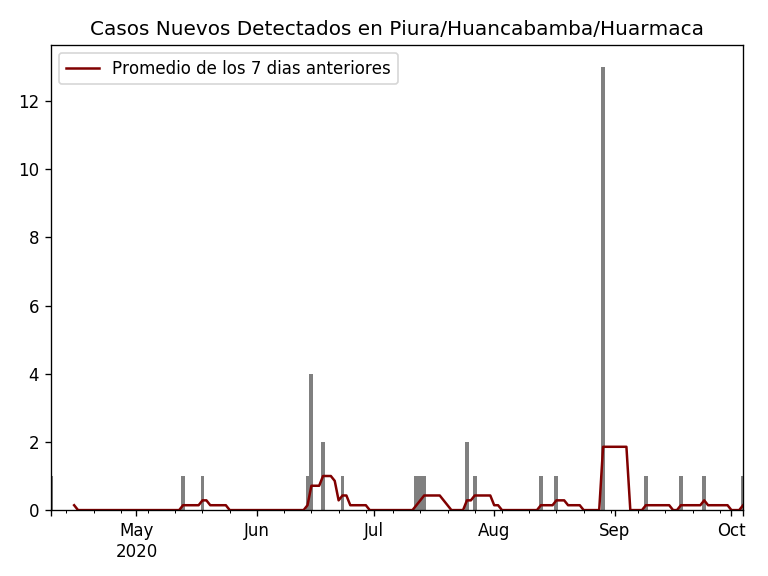 Casos Nuevos Detectados en Piura/Huancabamba/Huarmaca
Promedio de los 7 dias anteriores
12
10
8
6
4
2
0
May Jun Jul Aug Sep Oct
2020